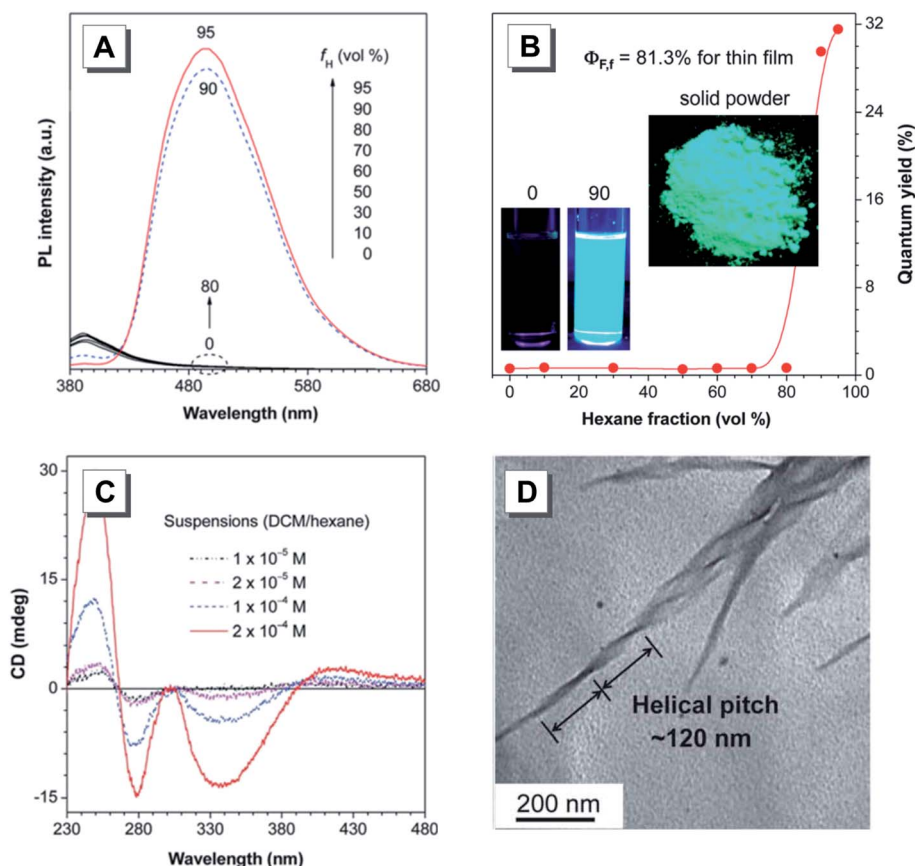 A
95
90
f_H (vol %)
95
90
80
70
60
50
30
10
0
80
0
PL intensity (a.u.)
380 480 580 680
Wavelength (nm)
B
Φ_F,f = 81.3% for thin film
solid powder
0 90
32
24
16
8
0
Quantum yield (%)
0 20 40 60 80 100
Hexane fraction (vol %)
C
30
15
0
-15
CD (mdeg)
Suspensions (DCM/hexane)
1 x 10⁻⁵ M
2 x 10⁻⁵ M
1 x 10⁻⁴ M
2 x 10⁻⁴ M
230 280 330 380 430 480
Wavelength (nm)
D
Helical pitch
~120 nm
200 nm